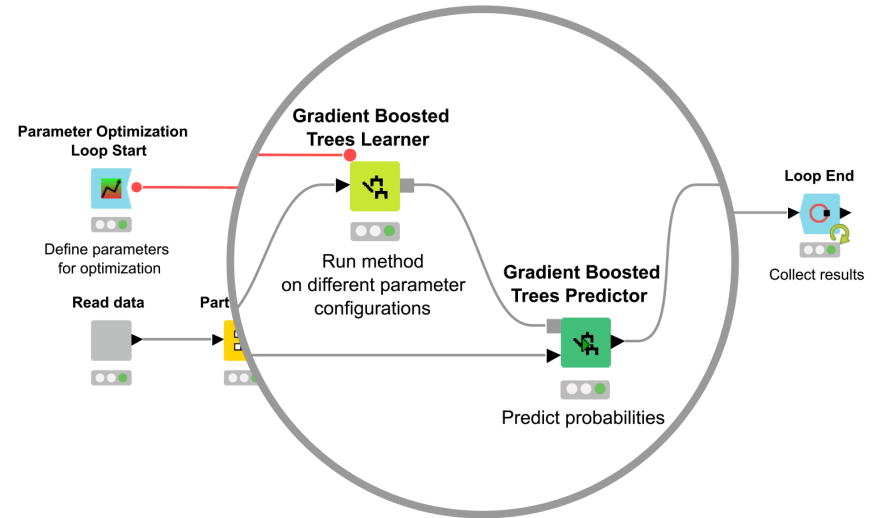 Parameter Optimization
Loop Start
Define parameters
for optimization
Read data
Part
Gradient Boosted
Trees Learner
Run method
on different parameter
configurations
Gradient Boosted
Trees Predictor
Predict probabilities
Loop End
Collect results